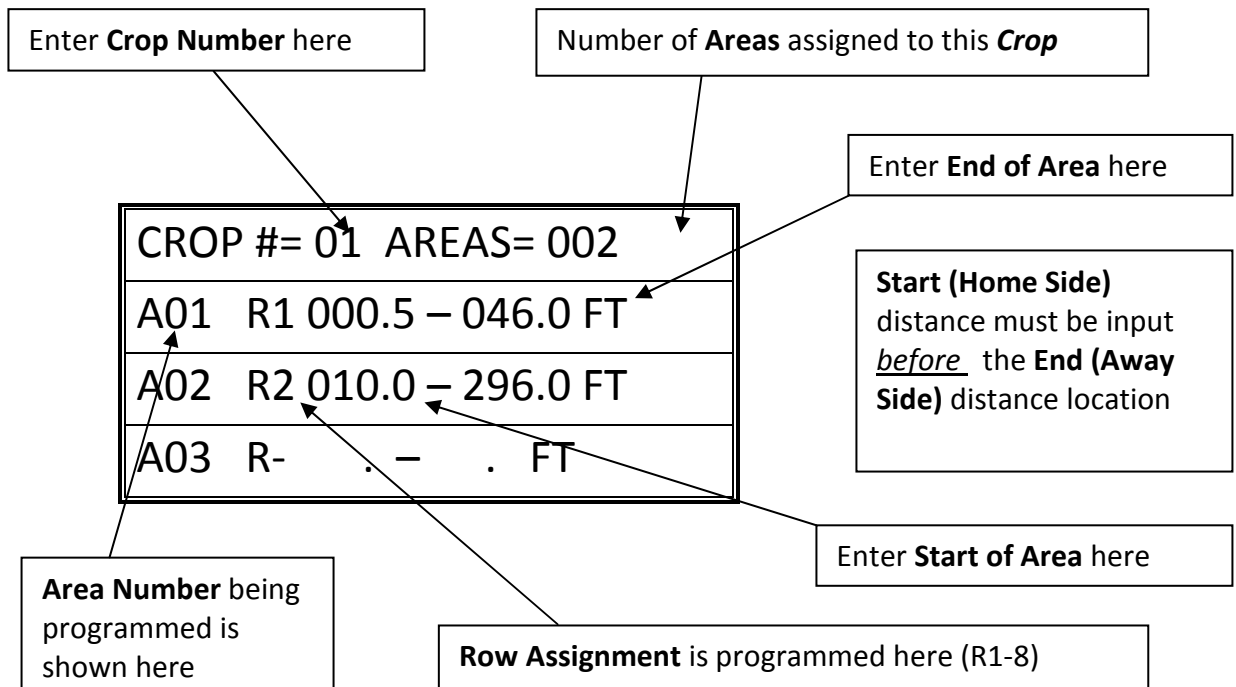 Enter Crop Number here
Number of Areas assigned to this Crop
Enter End of Area here
CROP #= 01 AREAS= 002
A01 R1 000.5 – 046.0 FT
A02 R2 010.0 – 296.0 FT
A03 R- . – . FT
Start (Home Side)
distance must be input
before the End (Away
Side) distance location
Enter Start of Area here
Area Number being
programmed is
shown here
Row Assignment is programmed here (R1-8)